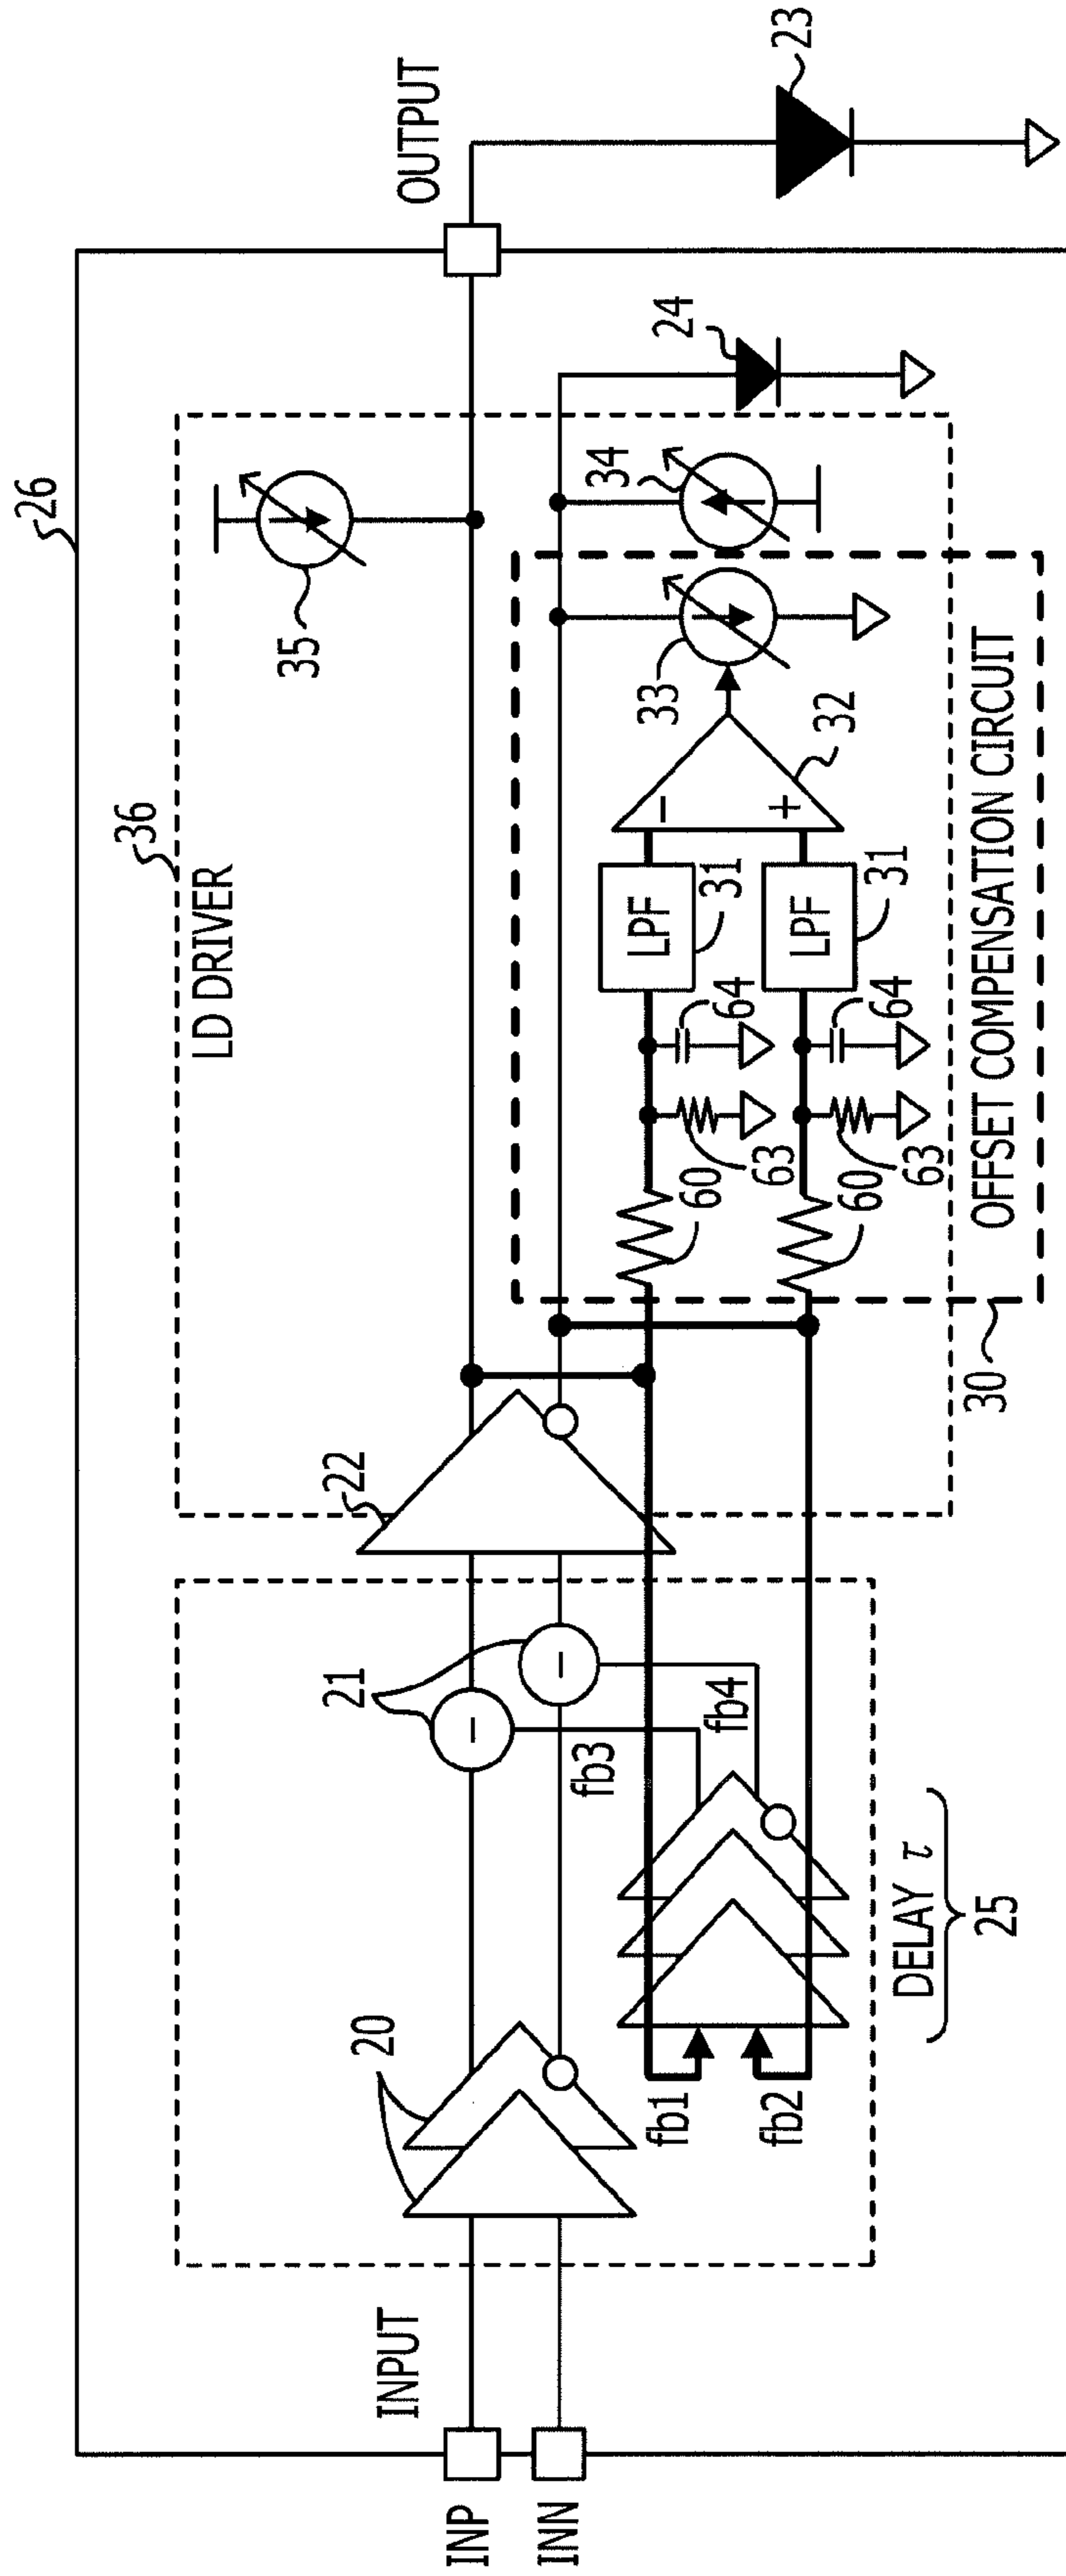 26
36
LD DRIVER
OUTPUT
23
35
24
34
33
32
22
21
20
INPUT
INP
INN
fb3
fb4
fb1
fb2
DELAY τ
25
60
60
63
63
64
64
LPF
LPF
31
31
−
−
−
+
30
OFFSET COMPENSATION CIRCUIT